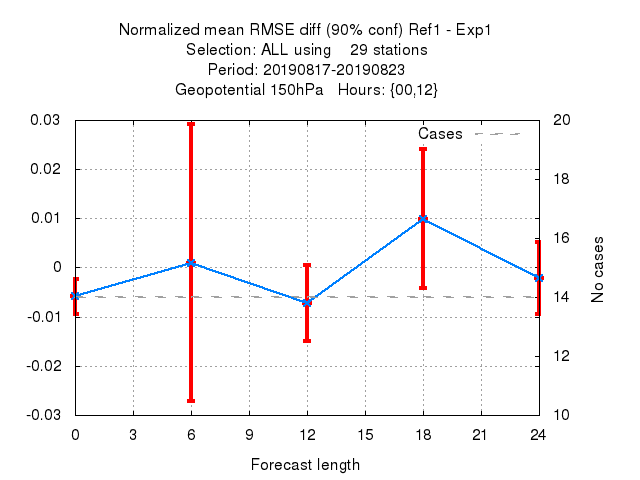 Normalized mean RMSE diff (90% conf) Ref1 - Exp1
Selection: ALL using    29 stations
Period: 20190817-20190823
Geopotential 150hPa   Hours: {00,12}
Cases
0.03
0.02
0.01
0
-0.01
-0.02
-0.03
20
18
16
14
12
10
No cases
0 3 6 9 12 15 18 21 24
Forecast length